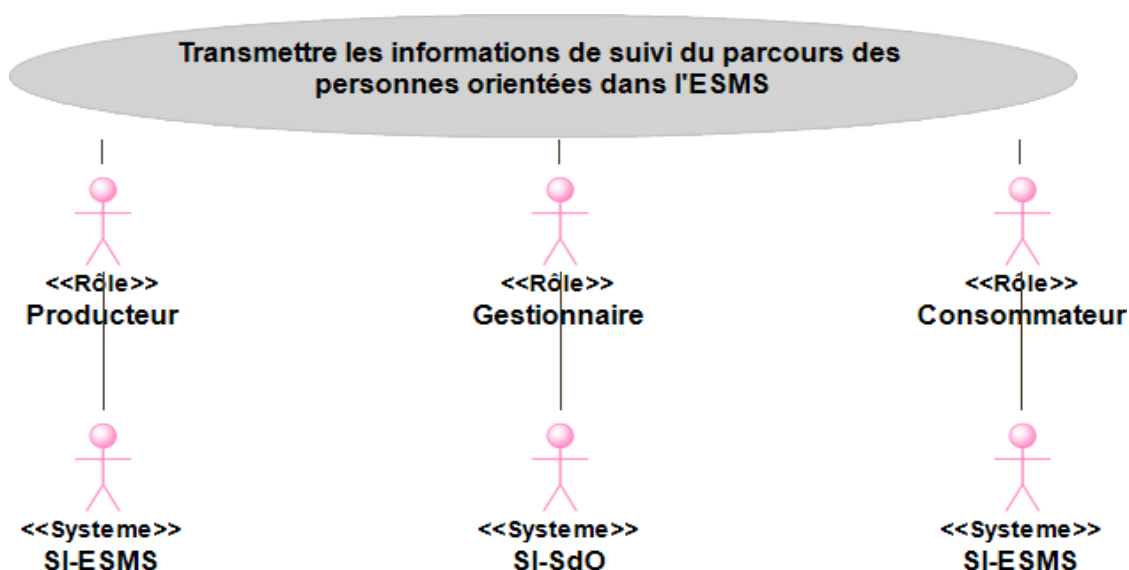 Transmettre les informations de suivi du parcours des
personnes orientées dans l'ESMS
<<Rôle>>
Producteur
<<Rôle>>
Gestionnaire
<<Rôle>>
Consommateur
<<Systeme>>
SI-ESMS
<<Systeme>>
SI-SdO
<<Systeme>>
SI-ESMS